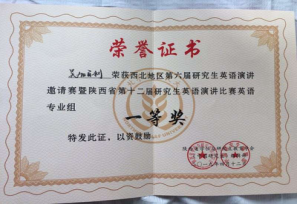 荣誉证书
荣获西北地区第六届研究生英语演讲
邀请赛暨陕西省第十二届研究生英语演讲比赛英语
专业组
一等奖
特发此证，以资鼓励。